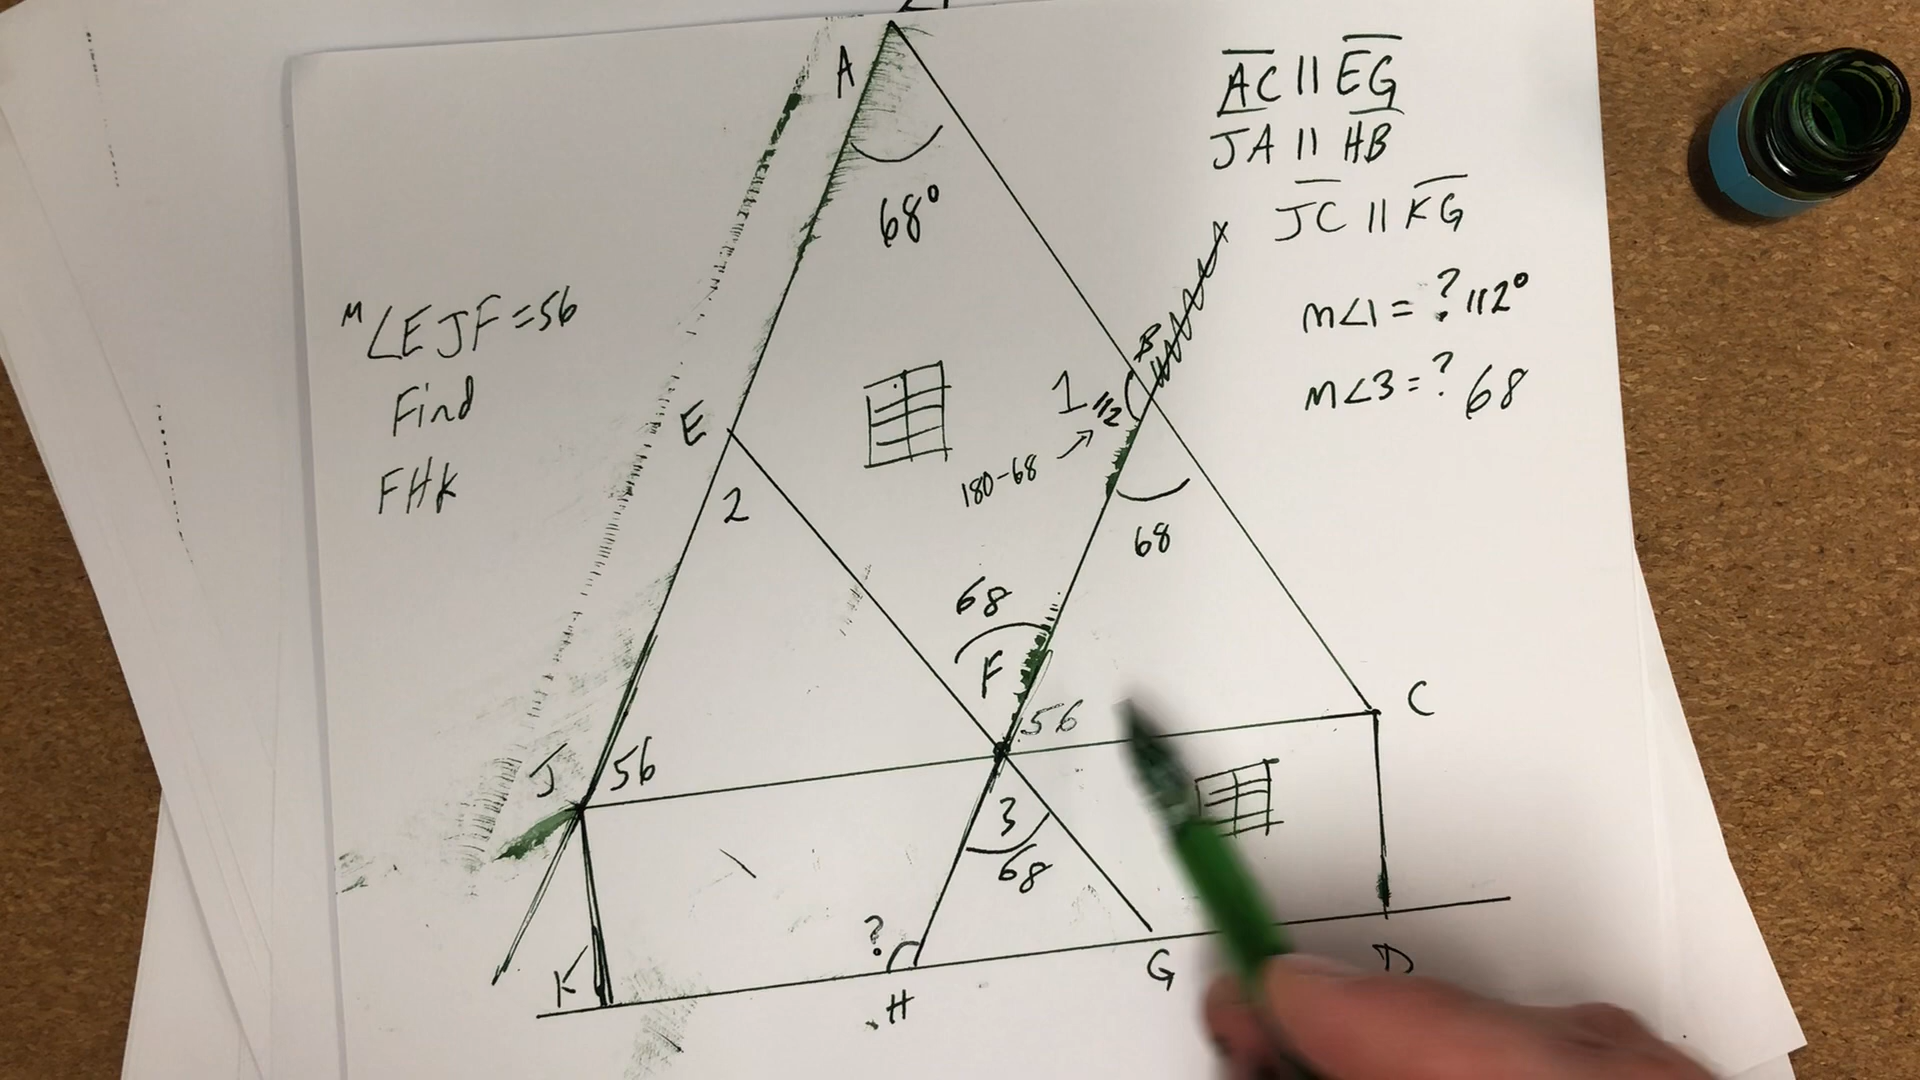 A
68°
AC || EG
JA || HB
JC || KG
m∠1 = ? 112°
m∠3 = ? 68
M∠EJF=56
Find
FHK
E
2
B
1
112
180-68
68
68
F
56
C
J
56
3
68
?
K
H
G
D